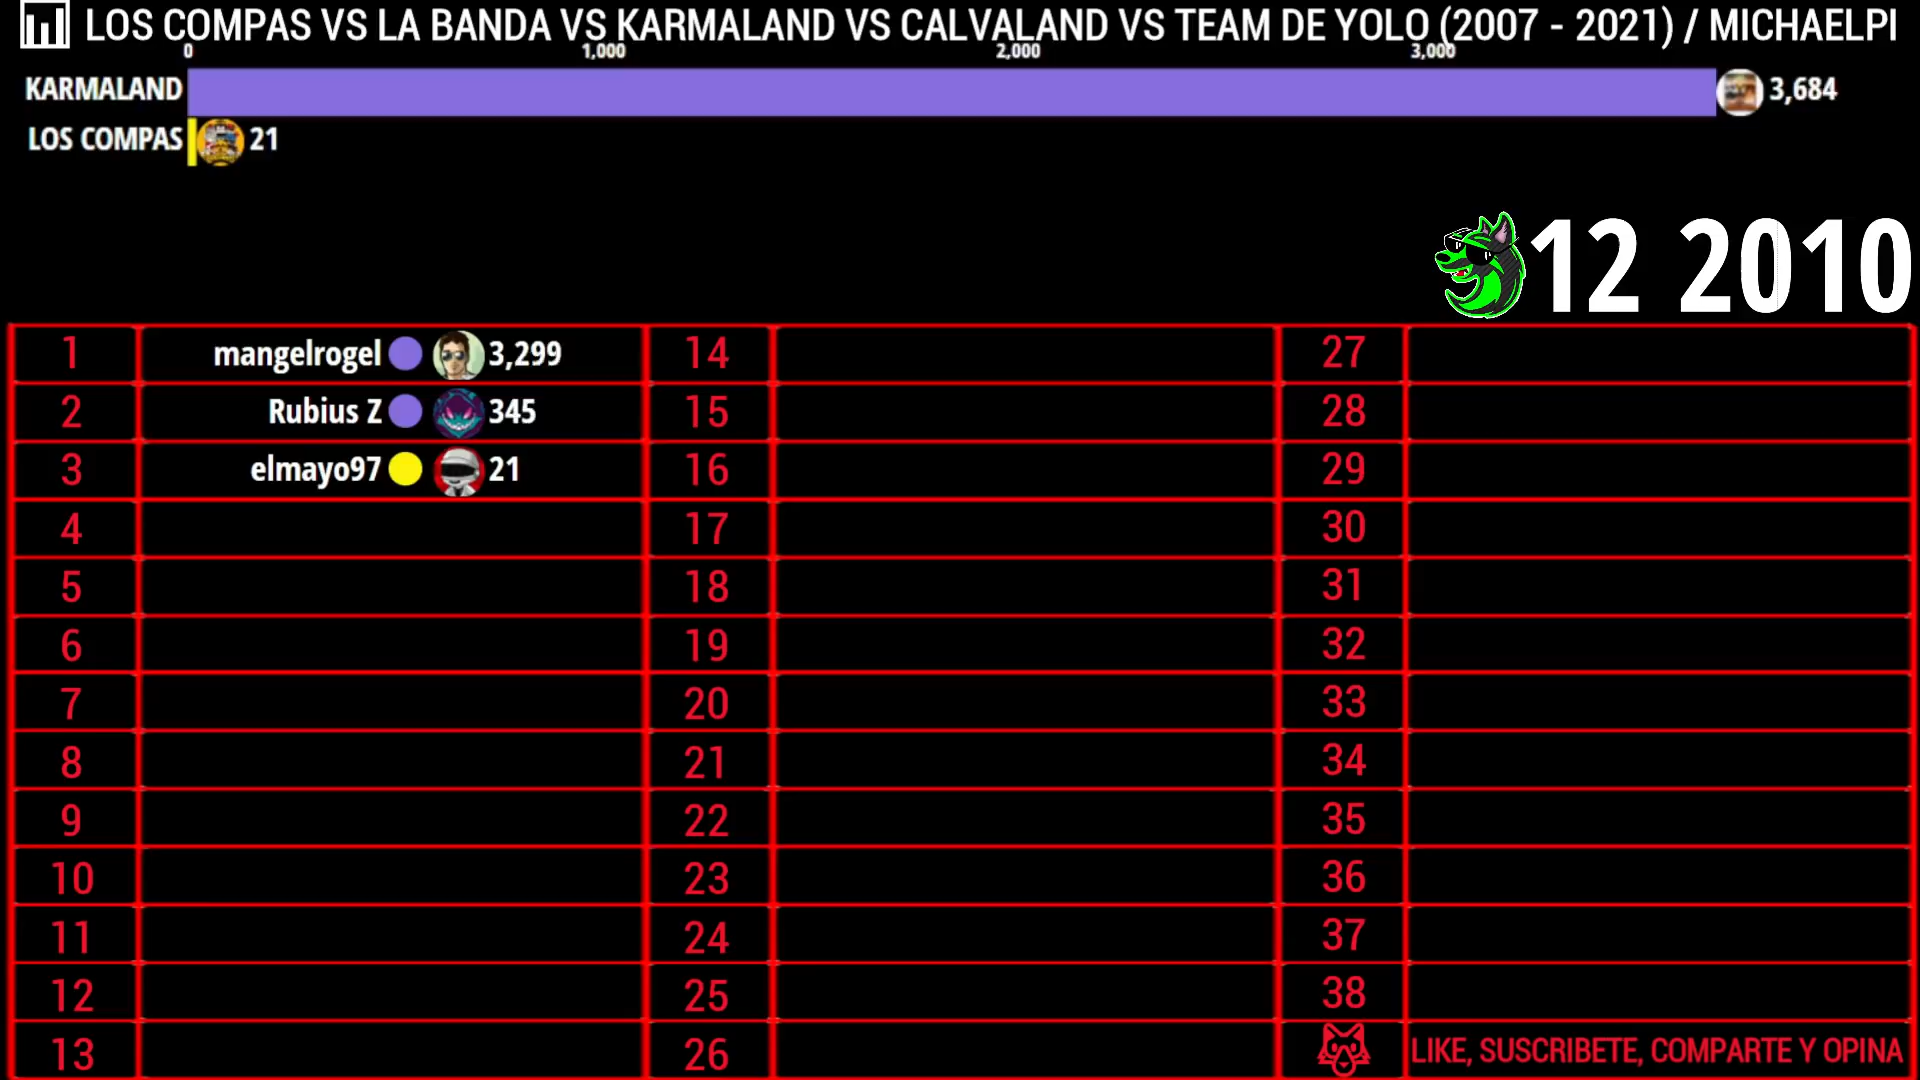 LOS COMPAS VS LA BANDA VS KARMALAND VS CALVALAND VS TEAM DE YOLO (2007 - 2021) / MICHAELPI
0 1,000 2,000 3,000
KARMALAND 3,684
LOS COMPAS 21
12 2010
1 mangelrogel 3,299 14 27
2 Rubius Z 345 15 28
3 elmayo97 21 16 29
4 17 30
5 18 31
6 19 32
7 20 33
8 21 34
9 22 35
10 23 36
11 24 37
12 25 38
13 26 LIKE, SUSCRIBETE, COMPARTE Y OPINA